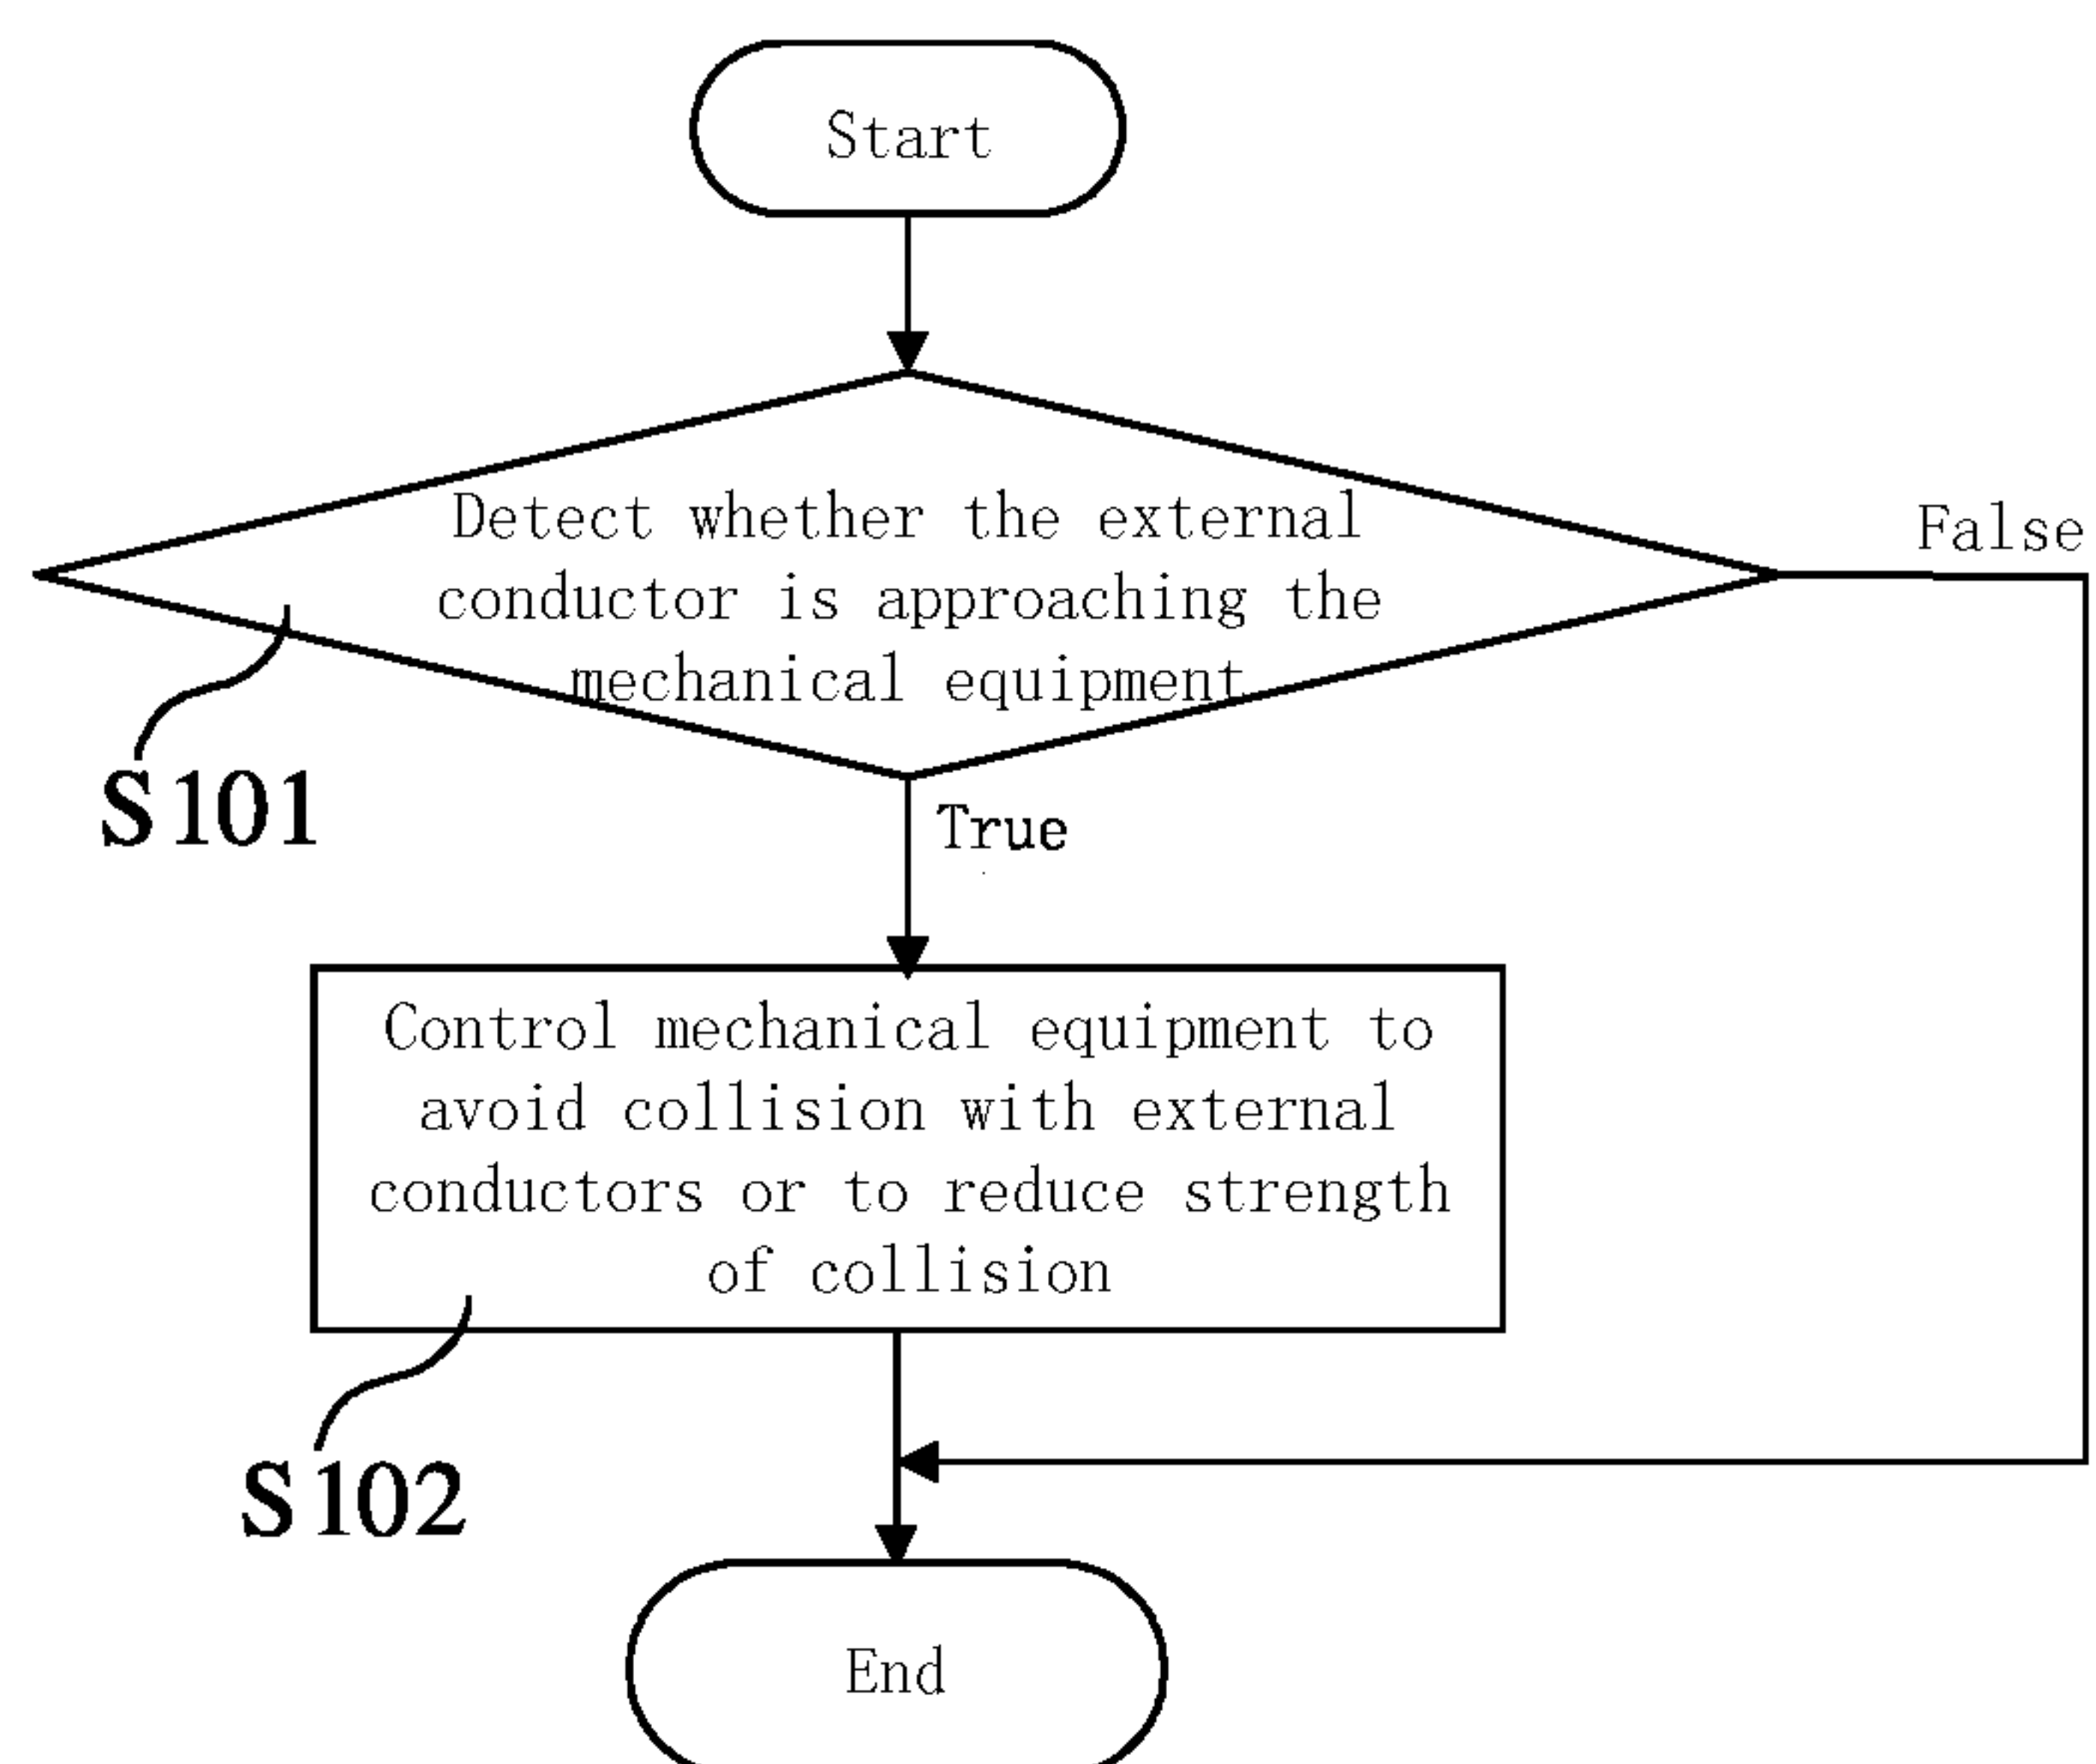 Start
Detect whether the external
conductor is approaching the
mechanical equipment
False
S101
True
Control mechanical equipment to
avoid collision with external
conductors or to reduce strength
of collision
S102
End